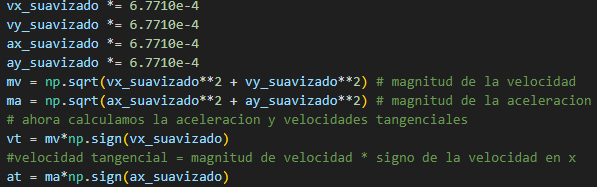 vx_suavizado *= 6.7710e-4
vy_suavizado *= 6.7710e-4
ax_suavizado *= 6.7710e-4
ay_suavizado *= 6.7710e-4
mv = np.sqrt(vx_suavizado**2 + vy_suavizado**2) # magnitud de la velocidad
ma = np.sqrt(ax_suavizado**2 + ay_suavizado**2) # magnitud de la aceleracion
# ahora calculamos la aceleracion y velocidades tangenciales
vt = mv*np.sign(vx_suavizado)
#velocidad tangencial = magnitud de velocidad * signo de la velocidad en x
at = ma*np.sign(ax_suavizado)